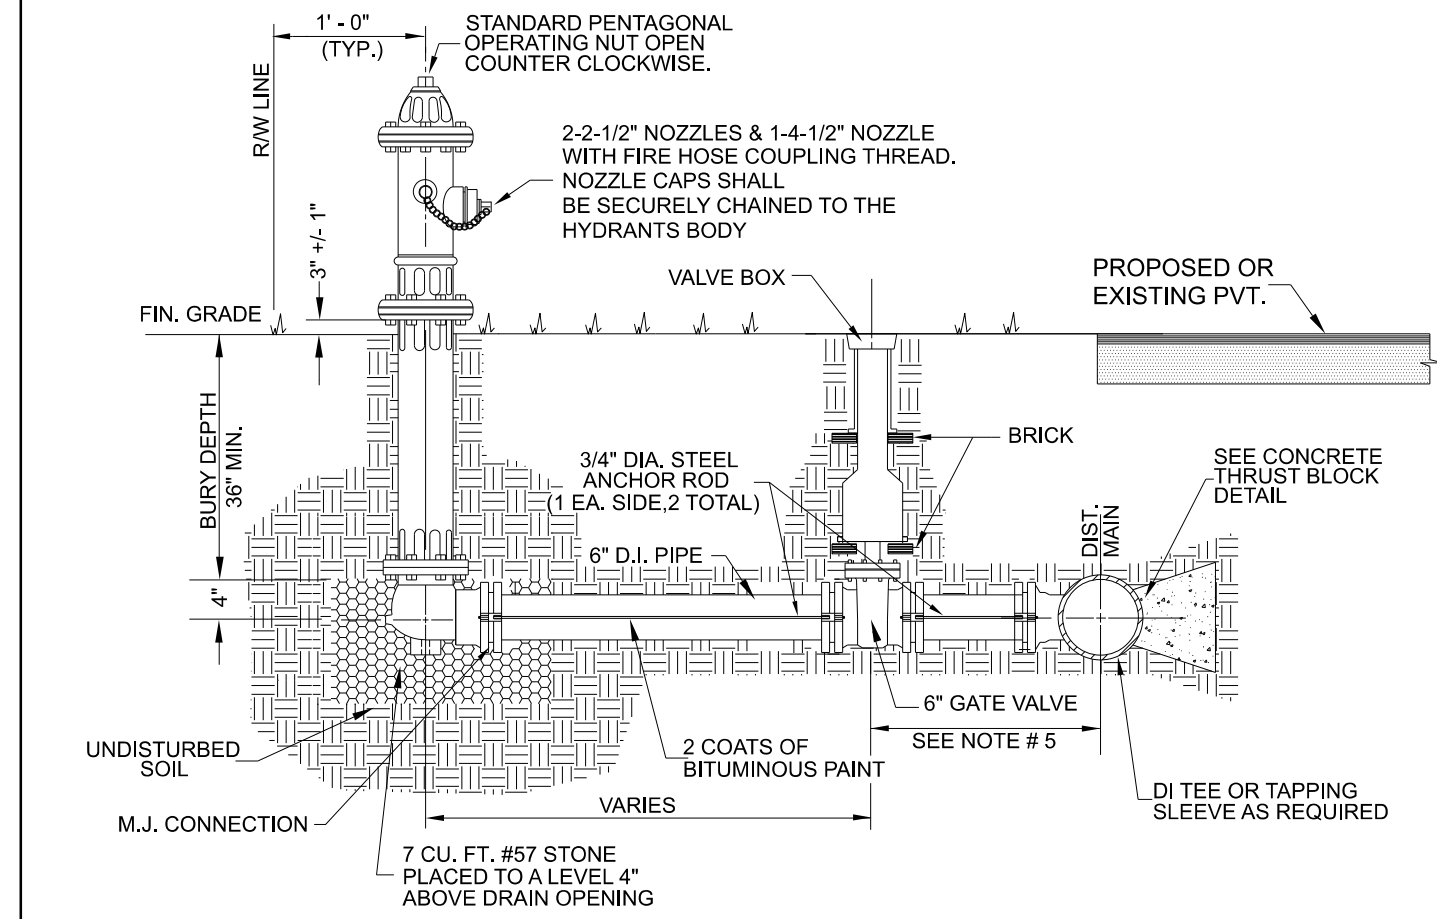 1' - 0"
(TYP.)
STANDARD PENTAGONAL
OPERATING NUT OPEN
COUNTER CLOCKWISE.
R/W LINE
2-2-1/2" NOZZLES & 1-4-1/2" NOZZLE
WITH FIRE HOSE COUPLING THREAD.
NOZZLE CAPS SHALL
BE SECURELY CHAINED TO THE
HYDRANTS BODY
3" +/- 1"
VALVE BOX
PROPOSED OR
EXISTING PVT.
FIN. GRADE
BURY DEPTH
36" MIN.
BRICK
3/4" DIA. STEEL
ANCHOR ROD
(1 EA. SIDE,2 TOTAL)
SEE CONCRETE
THRUST BLOCK
DETAIL
DIST.
MAIN
6" D.I. PIPE
4"
6" GATE VALVE
SEE NOTE # 5
UNDISTURBED
SOIL
2 COATS OF
BITUMINOUS PAINT
DI TEE OR TAPPING
SLEEVE AS REQUIRED
VARIES
M.J. CONNECTION
7 CU. FT. #57 STONE
PLACED TO A LEVEL 4"
ABOVE DRAIN OPENING